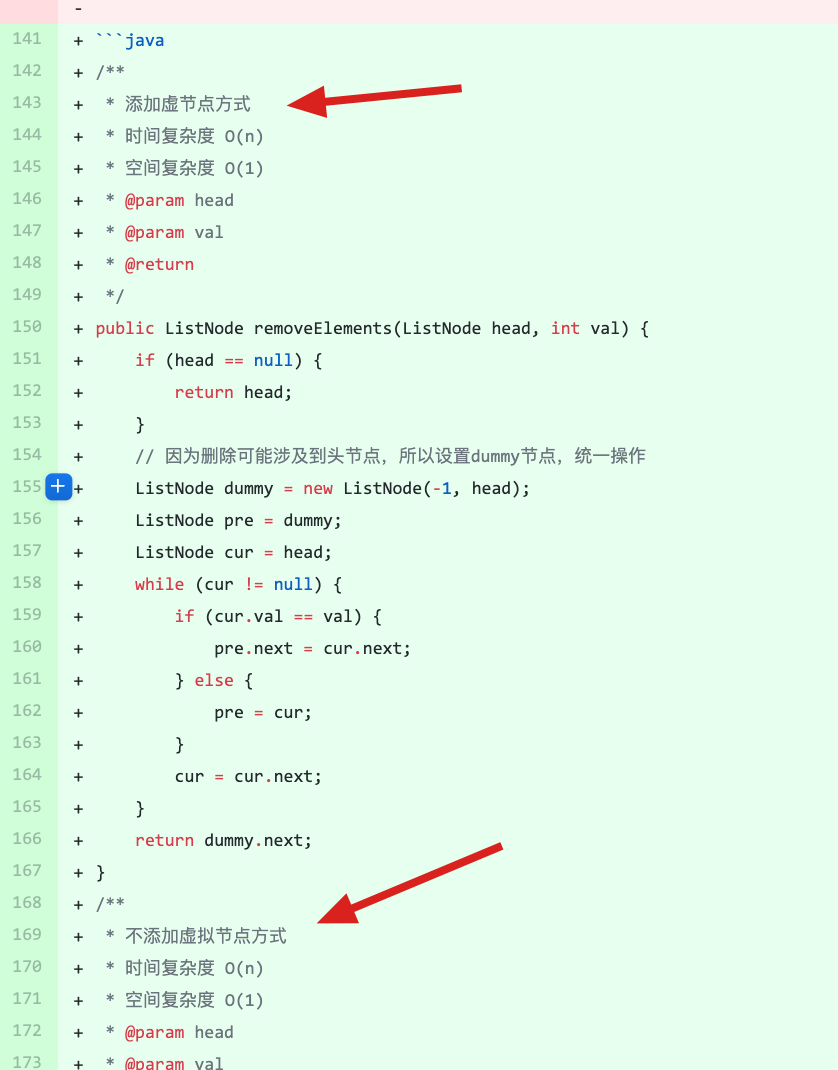 -
141 + ```java
142 + /**
143 +  * 添加虚节点方式
144 +  * 时间复杂度 O(n)
145 +  * 空间复杂度 O(1)
146 +  * @param head
147 +  * @param val
148 +  * @return
149 +  */
150 + public ListNode removeElements(ListNode head, int val) {
151 +     if (head == null) {
152 +         return head;
153 +     }
154 +     // 因为删除可能涉及到头节点，所以设置dummy节点，统一操作
155 +     ListNode dummy = new ListNode(-1, head);
156 +     ListNode pre = dummy;
157 +     ListNode cur = head;
158 +     while (cur != null) {
159 +         if (cur.val == val) {
160 +             pre.next = cur.next;
161 +         } else {
162 +             pre = cur;
163 +         }
164 +         cur = cur.next;
165 +     }
166 +     return dummy.next;
167 + }
168 + /**
169 +  * 不添加虚拟节点方式
170 +  * 时间复杂度 O(n)
171 +  * 空间复杂度 O(1)
172 +  * @param head
173 +  * @param val